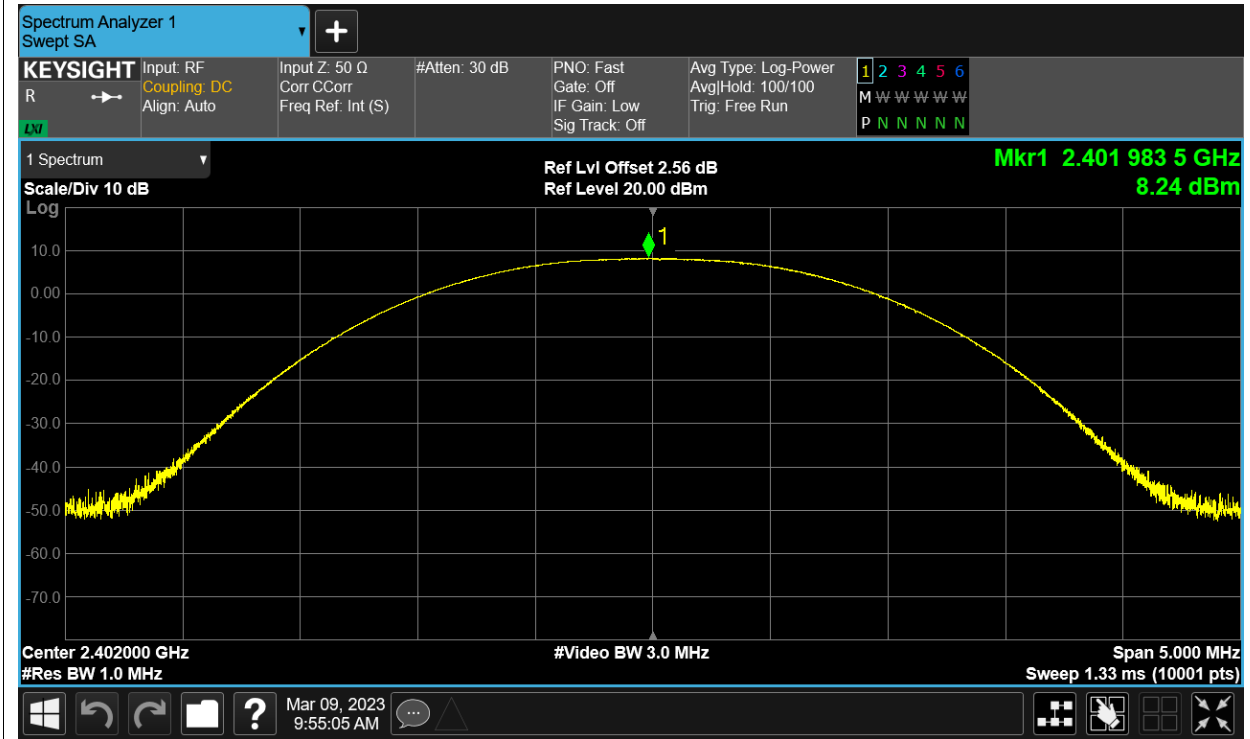 Spectrum Analyzer 1
Swept SA
KEYSIGHT
R
LXI
Input: RF
Coupling: DC
Align: Auto
Input Z: 50 Ω
Corr CCorr
Freq Ref: Int (S)
#Atten: 30 dB
PNO: Fast
Gate: Off
IF Gain: Low
Sig Track: Off
Avg Type: Log-Power
Avg|Hold: 100/100
Trig: Free Run
1 2 3 4 5 6
M W W W W W
P N N N N N
1 Spectrum
Scale/Div 10 dB
Log
Ref Lvl Offset 2.56 dB
Ref Level 20.00 dBm
Mkr1 2.401 983 5 GHz
8.24 dBm
1
10.0
0.00
-10.0
-20.0
-30.0
-40.0
-50.0
-60.0
-70.0
Center 2.402000 GHz
#Res BW 1.0 MHz
#Video BW 3.0 MHz
Span 5.000 MHz
Sweep 1.33 ms (10001 pts)
?
Mar 09, 2023
9:55:05 AM